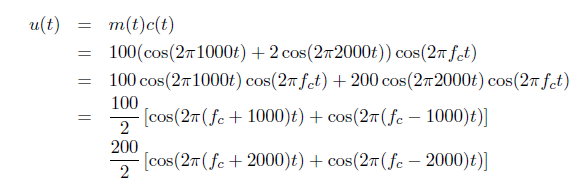 u(t) = m(t)c(t)
= 100(cos(2π1000t) + 2 cos(2π2000t)) cos(2πf_ct)
= 100 cos(2π1000t) cos(2πf_ct) + 200 cos(2π2000t) cos(2πf_ct)
= 100/2 [cos(2π(f_c + 1000)t) + cos(2π(f_c − 1000)t)]
200/2 [cos(2π(f_c + 2000)t) + cos(2π(f_c − 2000)t)]